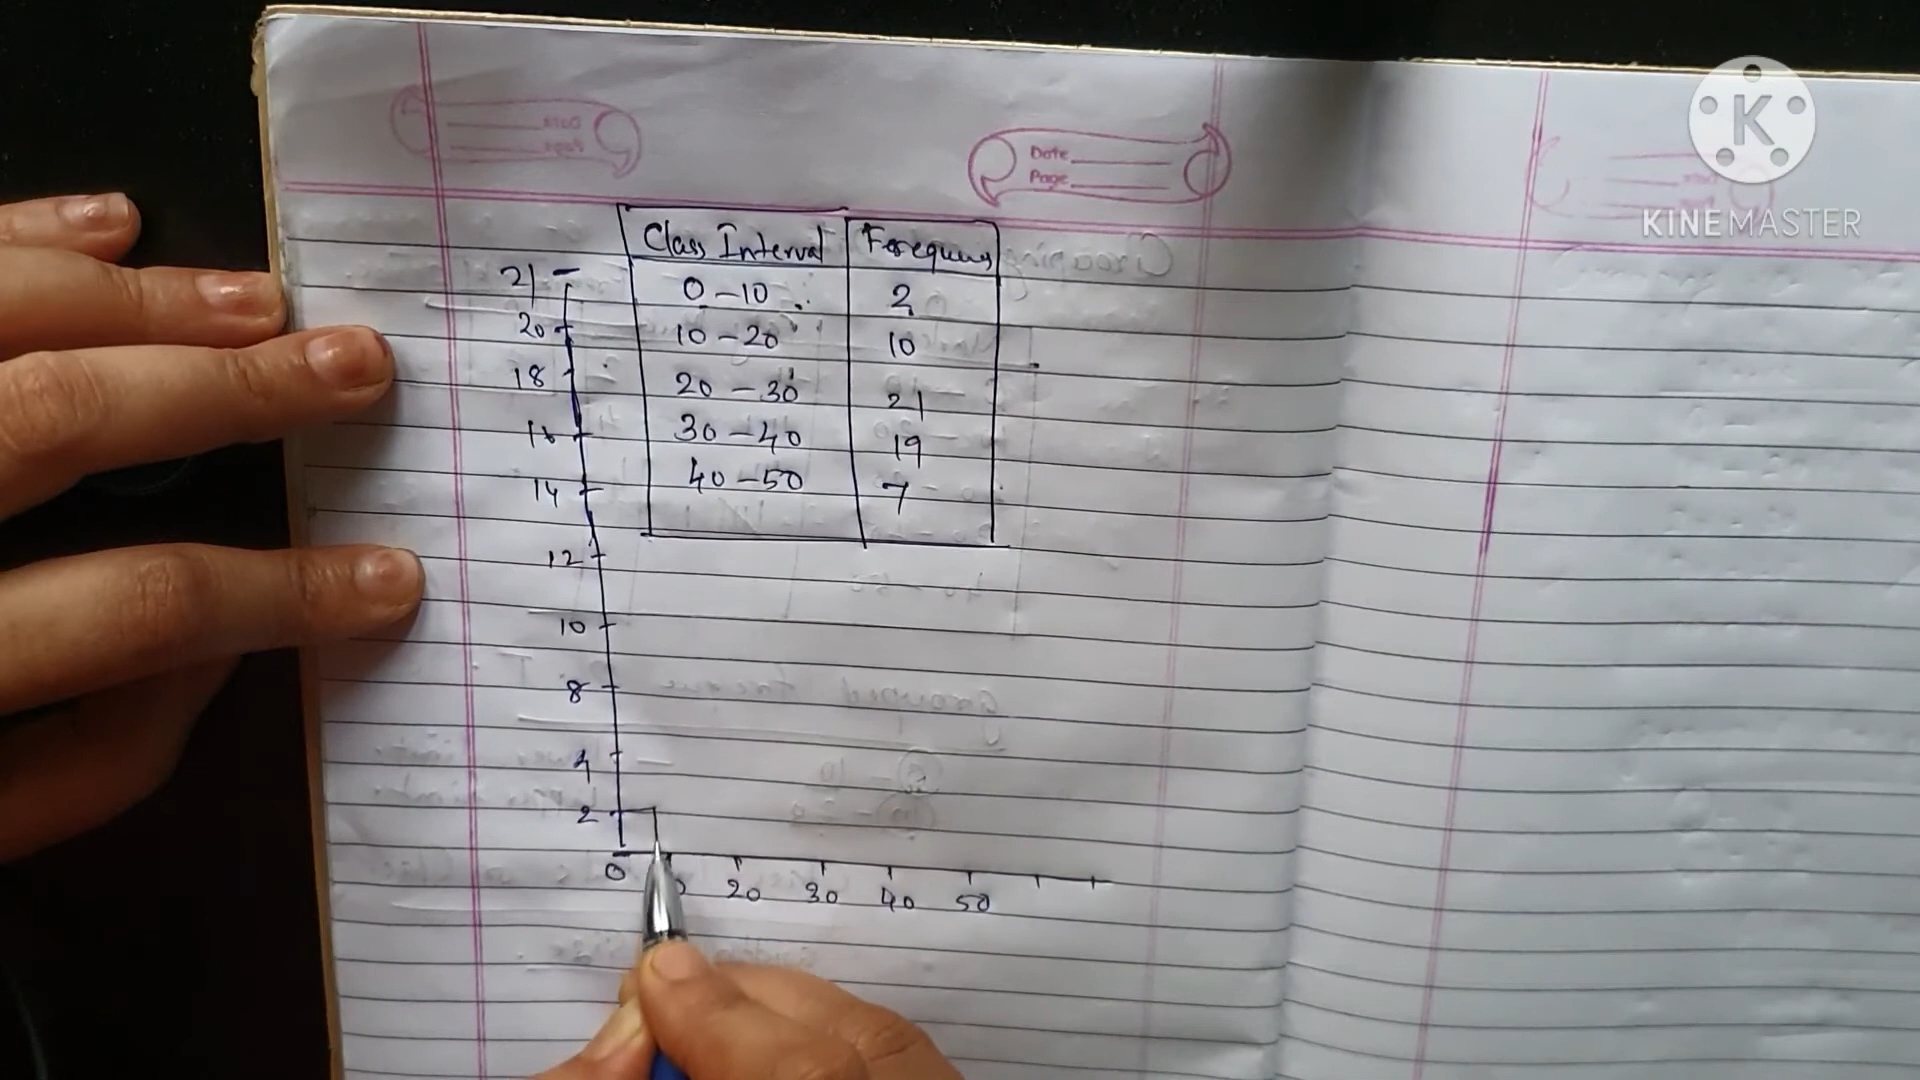 Date
Page
K
KINEMASTER
Class Interval Frequency
0-10 2
10-20 10
20-30 21
30-40 19
40-50 7
21
20
18
16
14
12
10
8
4
2
0 20 30 40 50